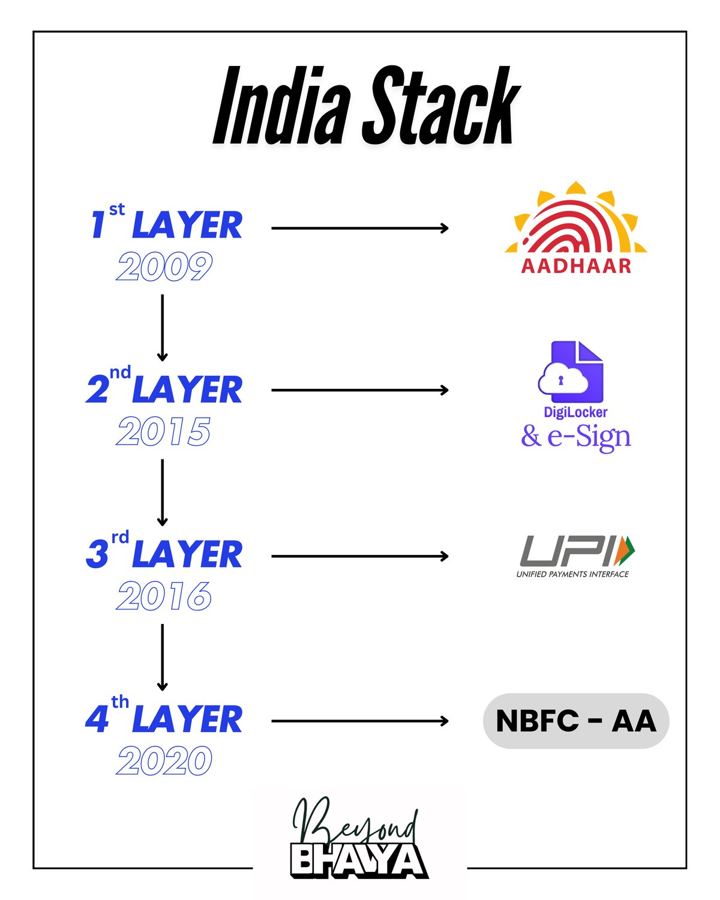 India Stack
1st LAYER
2009
AADHAAR
2nd LAYER
2015
DigiLocker
& e-Sign
3rd LAYER
2016
UPI
UNIFIED PAYMENTS INTERFACE
4th LAYER
2020
NBFC - AA
Beyond
BHAVYA